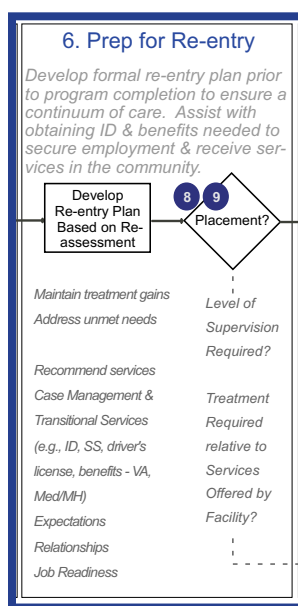 6. Prep for Re-entry
Develop formal re-entry plan prior
to program completion to ensure a
continuum of care.  Assist with
obtaining ID & benefits needed to
secure employment & receive ser-
vices in the community.
Develop
Re-entry Plan
Based on Re-
assessment
8 9
Placement?
Maintain treatment gains
Address unmet needs
Recommend services
Case Management &
Transitional Services
(e.g., ID, SS, driver's
license, benefits - VA,
Med/MH)
Expectations
Relationships
Job Readiness
Level of
Supervision
Required?
Treatment
Required
relative to
Services
Offered by
Facility?